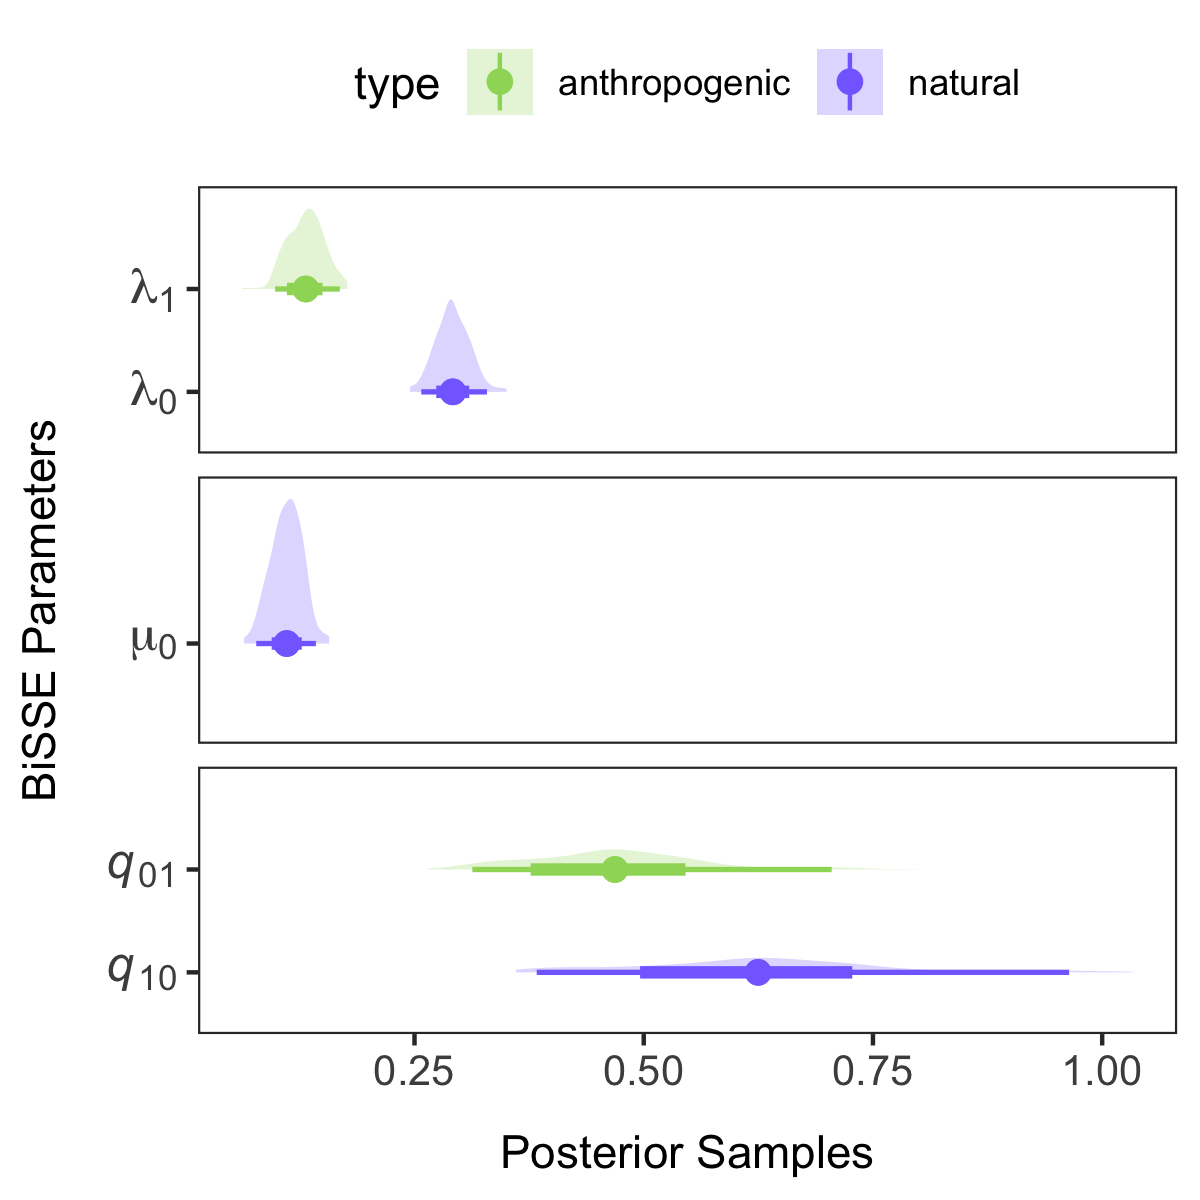 type anthropogenic natural
λ1
λ0
μ0
q01
q10
BiSSE Parameters
0.25 0.50 0.75 1.00
Posterior Samples